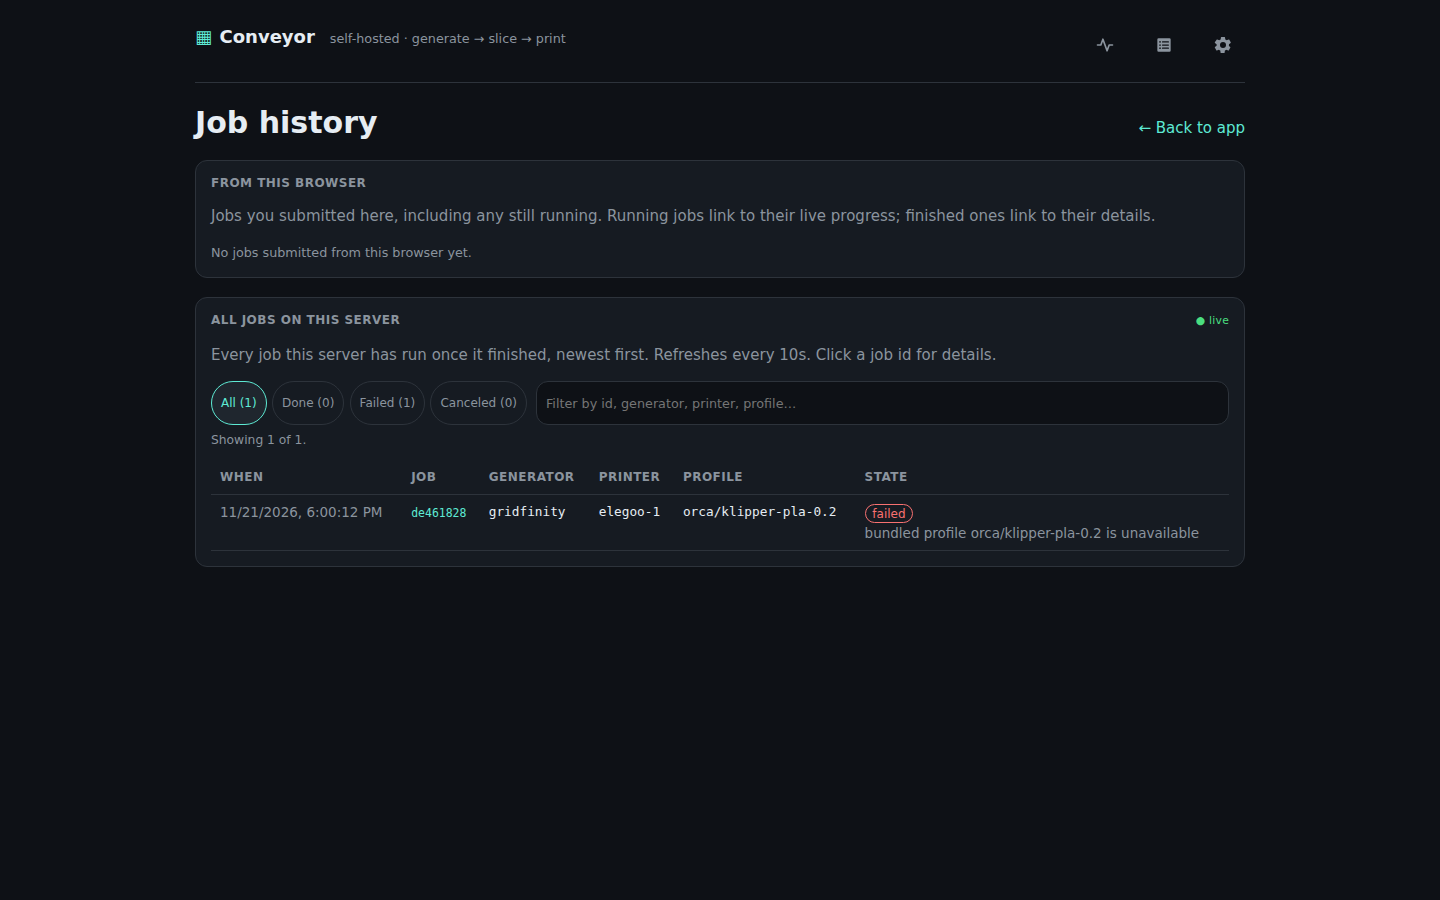 ▦ Conveyor self-hosted · generate → slice → print
Job history
← Back to app
FROM THIS BROWSER
Jobs you submitted here, including any still running. Running jobs link to their live progress; finished ones link to their details.
No jobs submitted from this browser yet.
ALL JOBS ON THIS SERVER
● live
Every job this server has run once it finished, newest first. Refreshes every 10s. Click a job id for details.
All (1) Done (0) Failed (1) Canceled (0) Filter by id, generator, printer, profile…
Showing 1 of 1.
WHEN JOB GENERATOR PRINTER PROFILE STATE
11/21/2026, 6:00:12 PM de461828 gridfinity elegoo-1 orca/klipper-pla-0.2 failed
bundled profile orca/klipper-pla-0.2 is unavailable